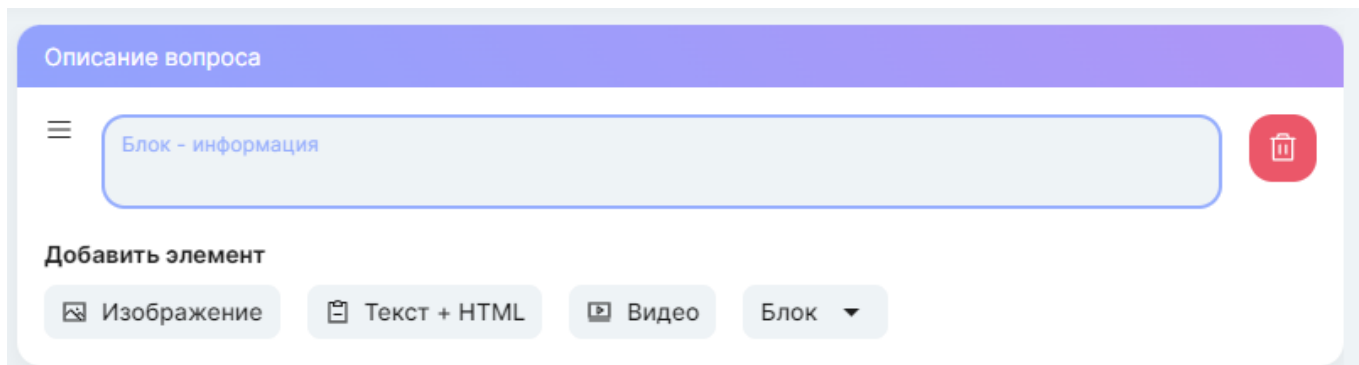 Описание вопроса
Блок - информация
Добавить элемент
Изображение Текст + HTML Видео Блок